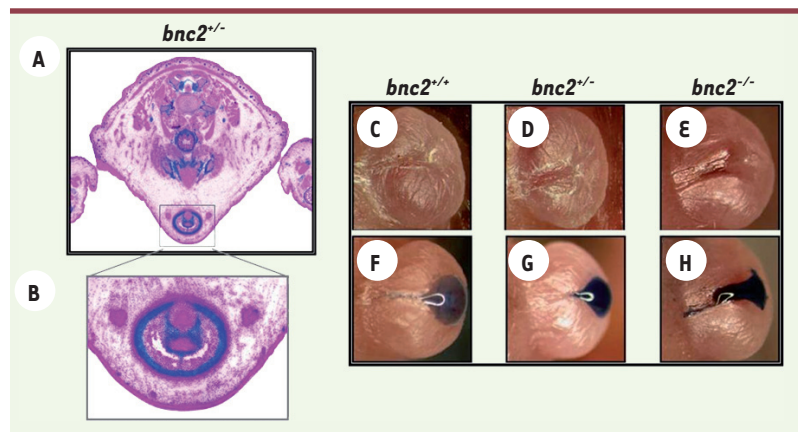 bnc2+/-
A
B
bnc2+/+ bnc2+/- bnc2-/-
C D E
F G H